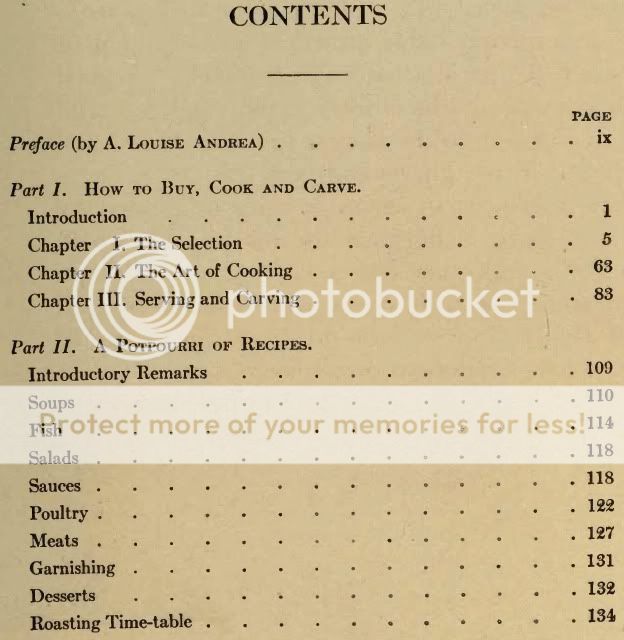 CONTENTS
PAGE
Preface (by A. Louise Andrea) . . . . . . . . . ix
Part I. How to Buy, Cook and Carve.
Introduction . . . . . . . . . . . . 1
Chapter I. The Selection . . . . . . . . . 5
Chapter II. The Art of Cooking . . . . . . . . 63
Chapter III. Serving and Carving . . . . . . . . 83
photobucket
Part II. A Potpourri of Recipes.
Introductory Remarks . . . . . . . . . . 109
Soups . . . . . . . . . . . . . . 110
Protect more of your memories for less!
Fish . . . . . . . . . . . . . . 114
Salads . . . . . . . . . . . . . . 118
Sauces . . . . . . . . . . . . . . 118
Poultry . . . . . . . . . . . . . . 122
Meats . . . . . . . . . . . . . . 127
Garnishing . . . . . . . . . . . . . 131
Desserts . . . . . . . . . . . . . 132
Roasting Time-table . . . . . . . . . . . 134